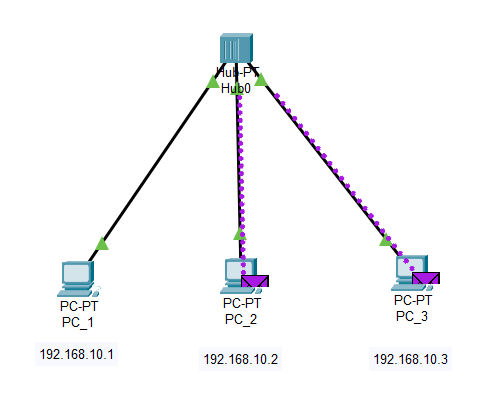 Hub-PT
Hub0
PC-PT
PC_1
PC-PT
PC_2
PC-PT
PC_3
192.168.10.1
192.168.10.2
192.168.10.3